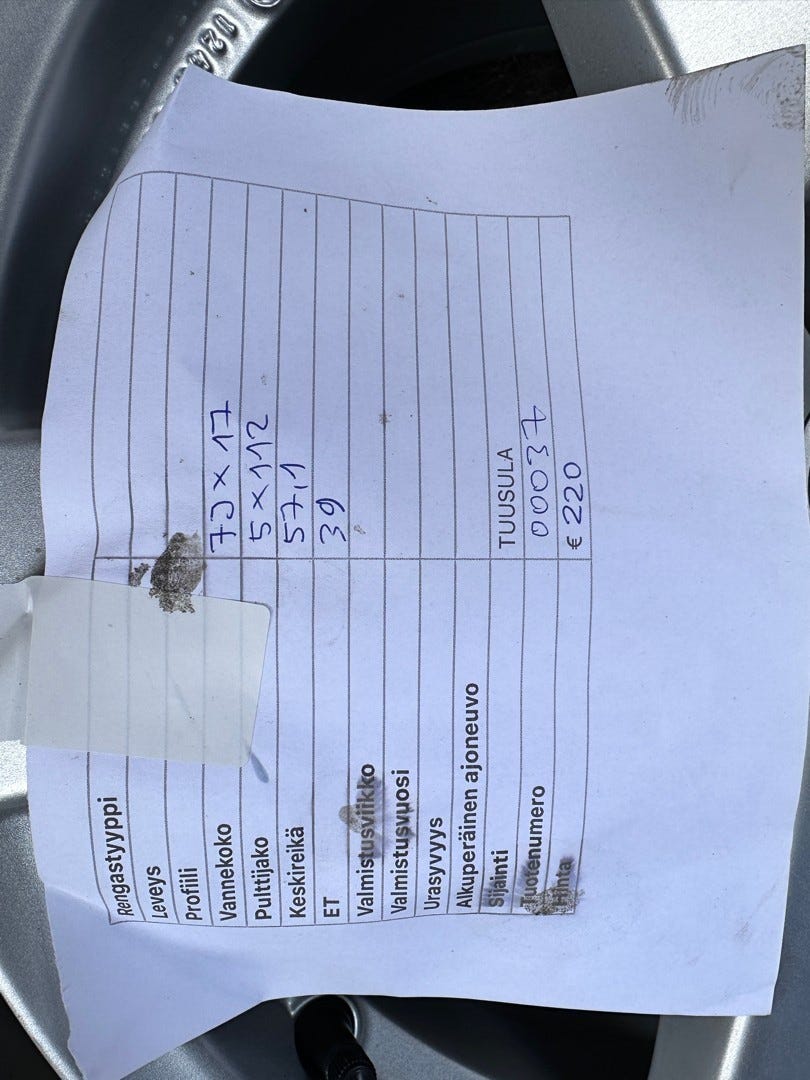 Rengastyyppi
Leveys
Profiili
Vannekoko 7J x 17
Pulttijako 5 x 112
Keskireikä 57,1
ET 39
Valmistusviikko
Valmistusvuosi
Urasyvyys
Alkuperäinen ajoneuvo
Sijainti TUUSULA
Tuotenumero 00037
Hinta € 220